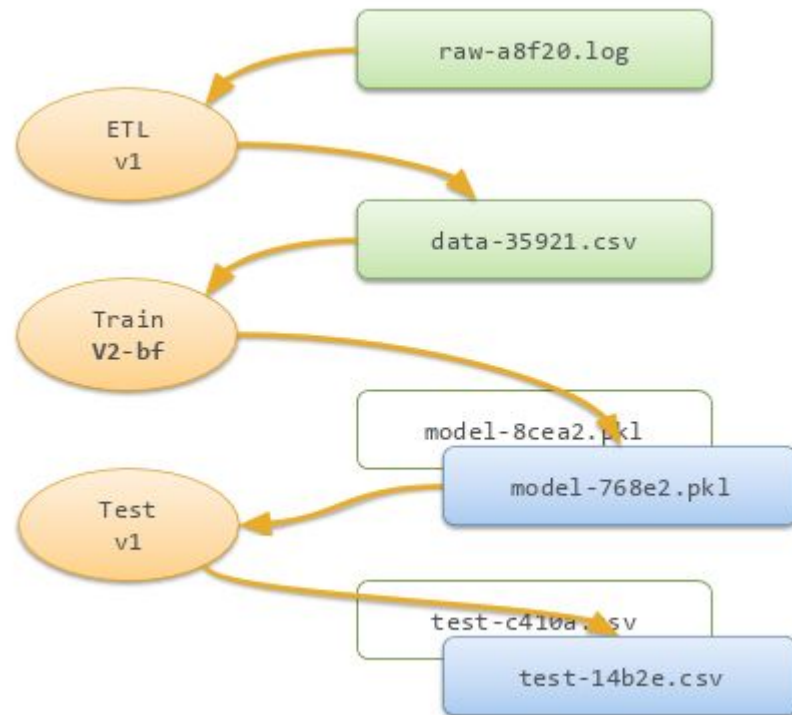 raw-a8f20.log
ETL
v1
data-35921.csv
Train
V2-bf
model-8cea2.pkl
model-768e2.pkl
Test
v1
test-c410a.csv
test-14b2e.csv